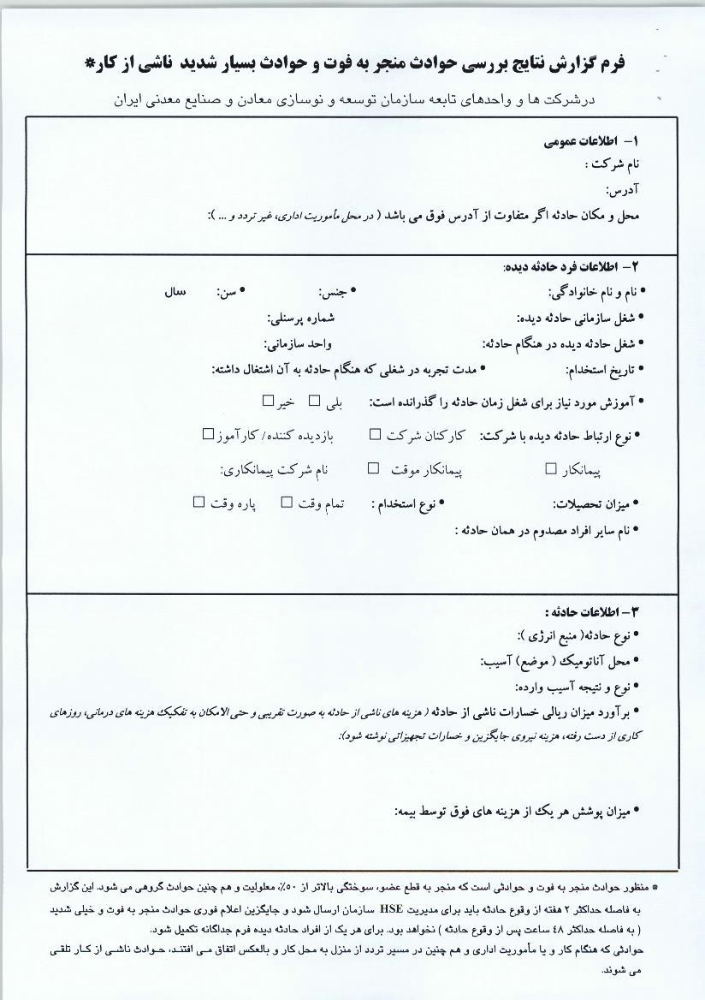 فرم گزارش نتایج بررسی حوادث منجر به فوت و حوادث بسیار شدید ناشی از کار*
درشرکت ها و واحدهای تابعه سازمان توسعه و نوسازی معادن و صنایع معدنی ایران
۱- اطلاعات عمومی
نام شرکت :
آدرس:
محل و مکان حادثه اگر متفاوت از آدرس فوق می باشد ( در محل مأموریت اداری، غیر تردد و ... ):
۲- اطلاعات فرد حادثه دیده:
• نام و نام خانوادگی: • جنس: • سن: سال
• شغل سازمانی حادثه دیده: شماره پرسنلی:
• شغل حادثه دیده در هنگام حادثه: واحد سازمانی:
• تاریخ استخدام: • مدت تجربه در شغلی که هنگام حادثه به آن اشتغال داشته:
• آموزش مورد نیاز برای شغل زمان حادثه را گذرانده است: بلی □ خیر □
• نوع ارتباط حادثه دیده با شرکت: کارکنان شرکت □ بازدیده کننده/ کارآموز □
پیمانکار □ پیمانکار موقت □ نام شرکت پیمانکاری:
• میزان تحصیلات: • نوع استخدام : تمام وقت □ پاره وقت □
• نام سایر افراد مصدوم در همان حادثه :
۳- اطلاعات حادثه :
• نوع حادثه( منبع انرژی ):
• محل آناتومیک ( موضع) آسیب:
• نوع و نتیجه آسیب وارده:
• برآورد میزان ریالی خسارات ناشی از حادثه ( هزینه های ناشی از حادثه به صورت تقریبی و حتی الامکان به تفکیک هزینه های درمانی، روزهای
کاری از دست رفته، هزینه نیروی جایگزین و خسارات تجهیزاتی نوشته شود):
• میزان پوشش هر یک از هزینه های فوق توسط بیمه:
* منظور حوادث منجر به فوت و حوادثی است که منجر به قطع عضو، سوختگی بالاتر از ۵۰٪، معلولیت و هم چنین حوادث گروهی می شود. این گزارش
به فاصله حداکثر ۲ هفته از وقوع حادثه باید برای مدیریت HSE سازمان ارسال شود و جایگزین اعلام فوری حوادث منجر به فوت و خیلی شدید
( به فاصله حداکثر ٤٨ ساعت پس از وقوع حادثه ) نخواهد بود. برای هر یک از افراد حادثه دیده فرم جداگانه تکمیل شود.
حوادثی که هنگام کار و یا مأموریت اداری و هم چنین در مسیر تردد از منزل به محل کار و بالعکس اتفاق می افتند، حوادث ناشی از کار تلقی
می شوند.